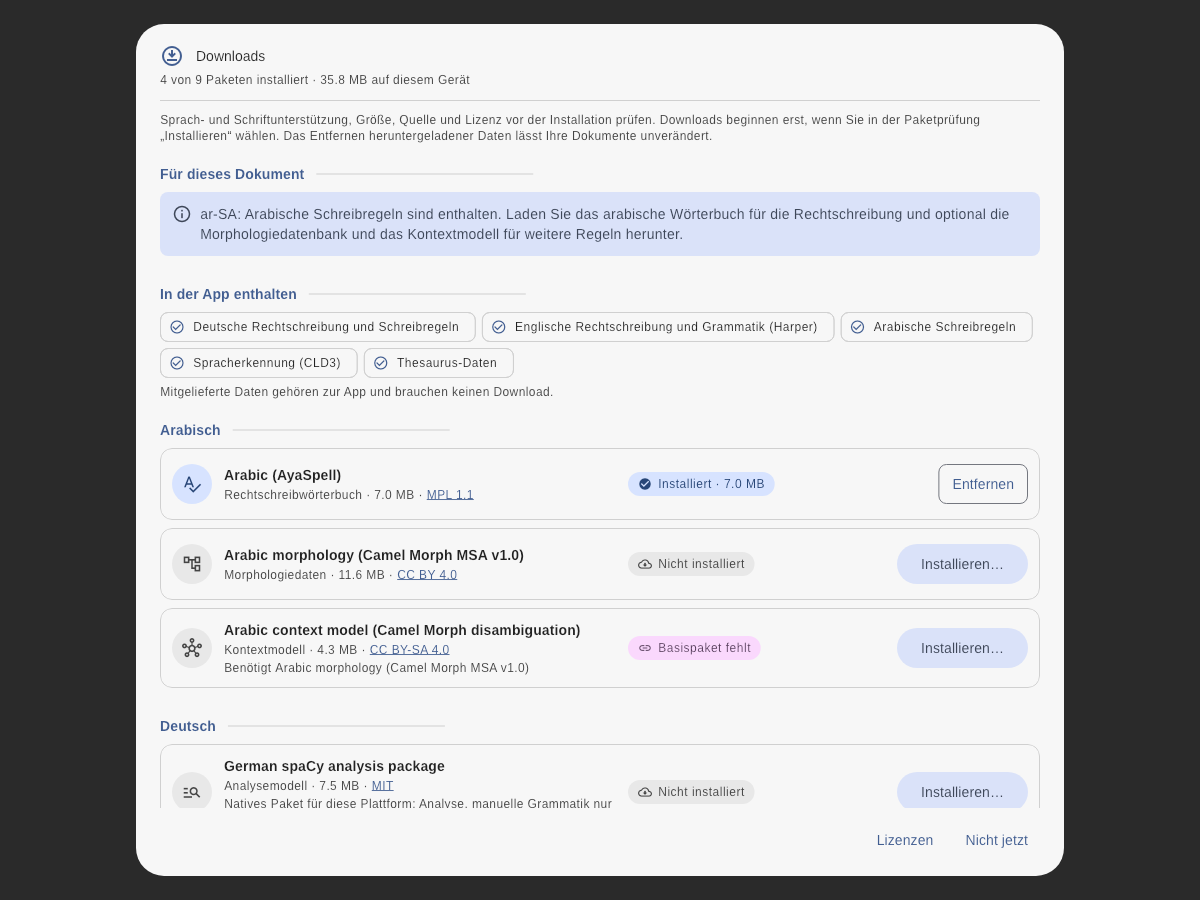 Downloads
4 von 9 Paketen installiert · 35.8 MB auf diesem Gerät
Sprach- und Schriftunterstützung, Größe, Quelle und Lizenz vor der Installation prüfen. Downloads beginnen erst, wenn Sie in der Paketprüfung
„Installieren“ wählen. Das Entfernen heruntergeladener Daten lässt Ihre Dokumente unverändert.
Für dieses Dokument
ar-SA: Arabische Schreibregeln sind enthalten. Laden Sie das arabische Wörterbuch für die Rechtschreibung und optional die
Morphologiedatenbank und das Kontextmodell für weitere Regeln herunter.
In der App enthalten
Deutsche Rechtschreibung und Schreibregeln
Englische Rechtschreibung und Grammatik (Harper)
Arabische Schreibregeln
Spracherkennung (CLD3)
Thesaurus-Daten
Mitgelieferte Daten gehören zur App und brauchen keinen Download.
Arabisch
Arabic (AyaSpell)
Rechtschreibwörterbuch · 7.0 MB · MPL 1.1
Installiert · 7.0 MB
Entfernen
Arabic morphology (Camel Morph MSA v1.0)
Morphologiedaten · 11.6 MB · CC BY 4.0
Nicht installiert
Installieren…
Arabic context model (Camel Morph disambiguation)
Kontextmodell · 4.3 MB · CC BY-SA 4.0
Benötigt Arabic morphology (Camel Morph MSA v1.0)
Basispaket fehlt
Installieren…
Deutsch
German spaCy analysis package
Analysemodell · 7.5 MB · MIT
Natives Paket für diese Plattform: Analyse, manuelle Grammatik nur
Nicht installiert
Installieren…
Lizenzen
Nicht jetzt